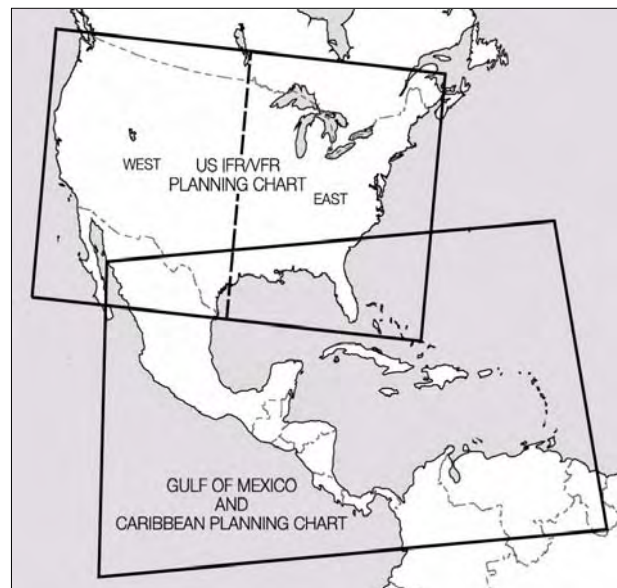 US IFR/VFR
PLANNING CHART
WEST
EAST
GULF OF MEXICO
AND
CARIBBEAN PLANNING CHART